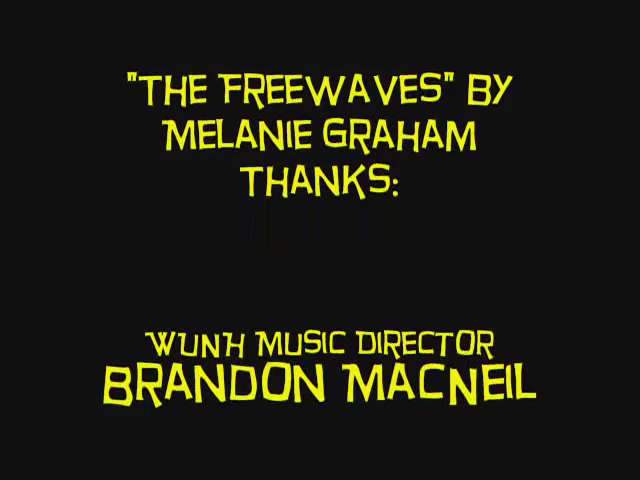 "THE FREEWAVES" BY
MELANIE GRAHAM
THANKS:
WUNH MUSIC DIRECTOR
BRANDON MACNEIL